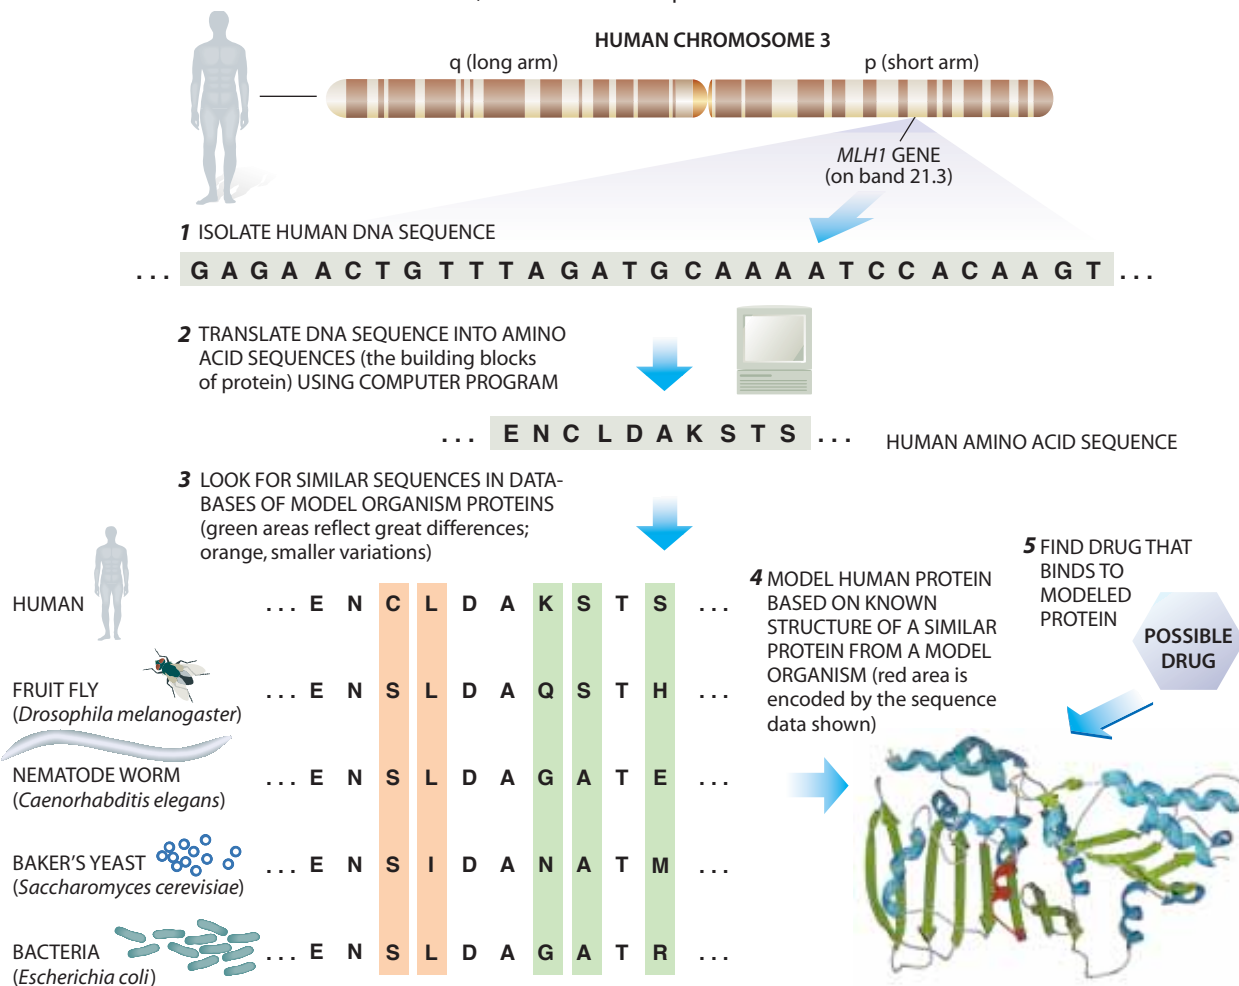 HUMAN CHROMOSOME 3
q (long arm)
p (short arm)
MLH1 GENE
(on band 21.3)
1 ISOLATE HUMAN DNA SEQUENCE
... G A G A A C T G T T T A G A T G C A A A A T C C A C A A G T ...
2 TRANSLATE DNA SEQUENCE INTO AMINO
ACID SEQUENCES (the building blocks
of protein) USING COMPUTER PROGRAM
... E N C L D A K S T S ...
HUMAN AMINO ACID SEQUENCE
3 LOOK FOR SIMILAR SEQUENCES IN DATA-
BASES OF MODEL ORGANISM PROTEINS
(green areas reflect great differences;
orange, smaller variations)
HUMAN
... E N C L D A K S T S ...
FRUIT FLY
(Drosophila melanogaster)
... E N S L D A Q S T H ...
NEMATODE WORM
(Caenorhabditis elegans)
... E N S L D A G A T E ...
BAKER'S YEAST
(Saccharomyces cerevisiae)
... E N S I D A N A T M ...
BACTERIA
(Escherichia coli)
... E N S L D A G A T R ...
4 MODEL HUMAN PROTEIN
BASED ON KNOWN
STRUCTURE OF A SIMILAR
PROTEIN FROM A MODEL
ORGANISM (red area is
encoded by the sequence
data shown)
5 FIND DRUG THAT
BINDS TO
MODELED
PROTEIN
POSSIBLE
DRUG